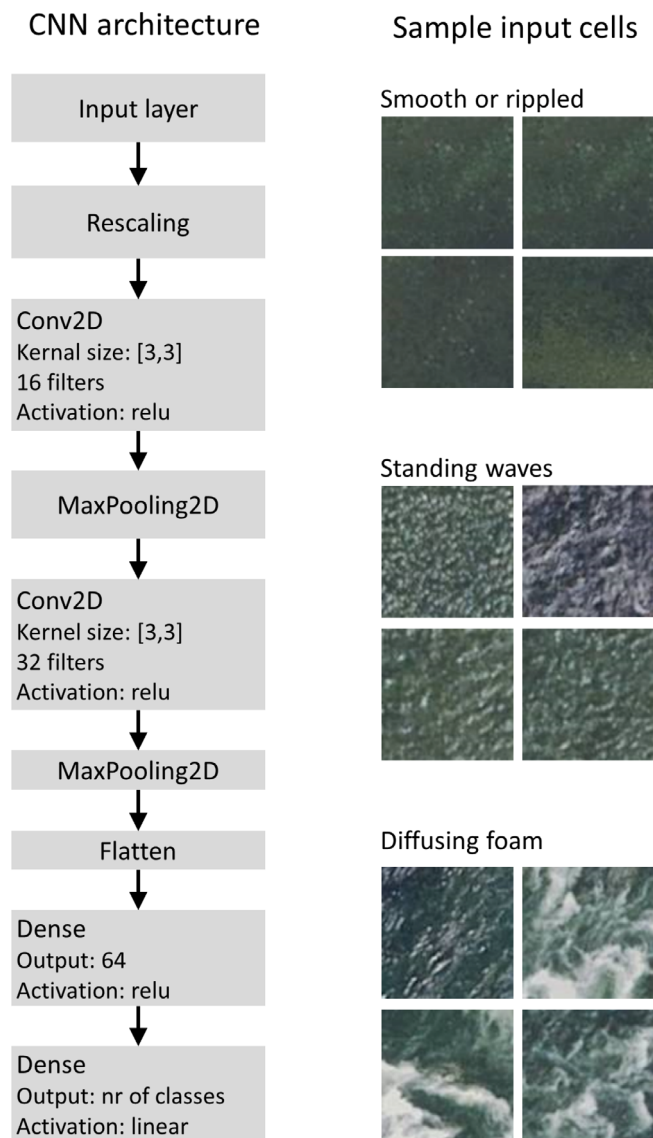 CNN architecture
Input layer
Rescaling
Conv2D
Kernal size: [3,3]
16 filters
Activation: relu
MaxPooling2D
Conv2D
Kernel size: [3,3]
32 filters
Activation: relu
MaxPooling2D
Flatten
Dense
Output: 64
Activation: relu
Dense
Output: nr of classes
Activation: linear
Sample input cells
Smooth or rippled
Standing waves
Diffusing foam